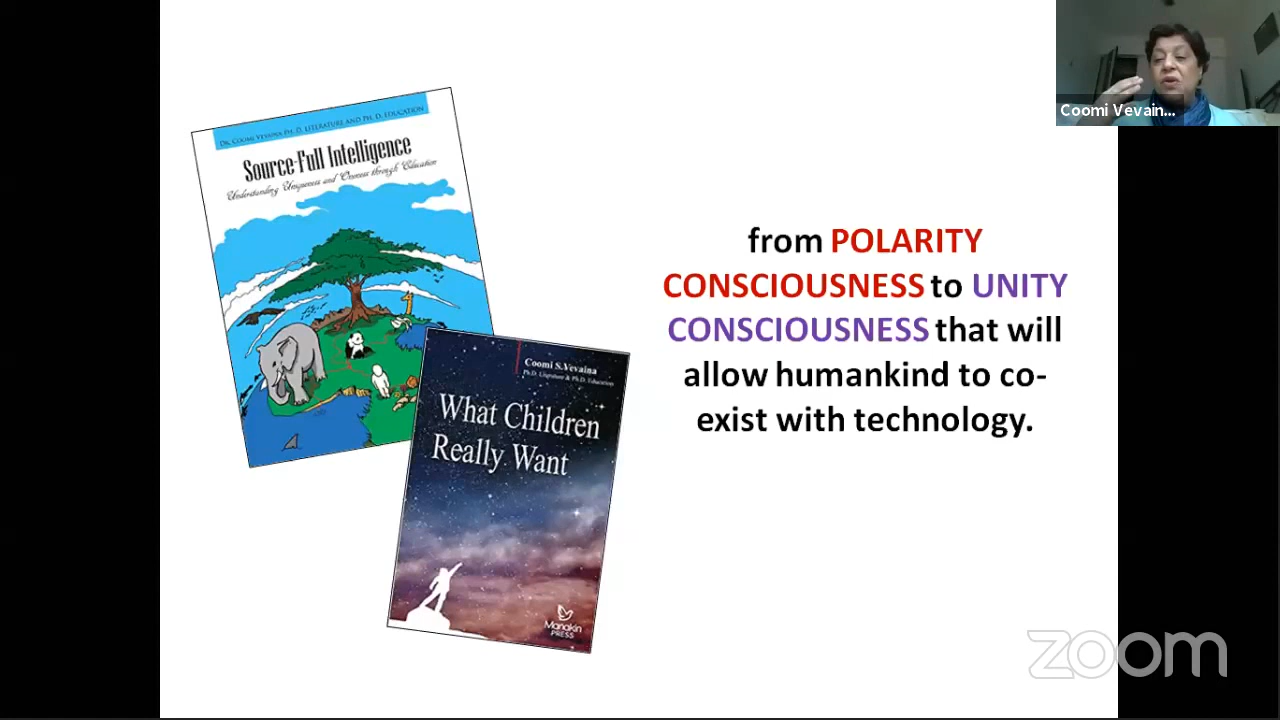 DR. COOMI VEVAINA PH. D. LITERATURE AND PH. D. EDUCATION
Source-Full Intelligence
Understanding Uniqueness and Oneness through Education
Coomi S.Vevaina
Ph.D. Literature & Ph.D. Education
What Children
Really Want
Manakin
PRESS
from POLARITY
CONSCIOUSNESS to UNITY
CONSCIOUSNESS that will
allow humankind to co-
exist with technology.
Coomi Vevain...
zoom